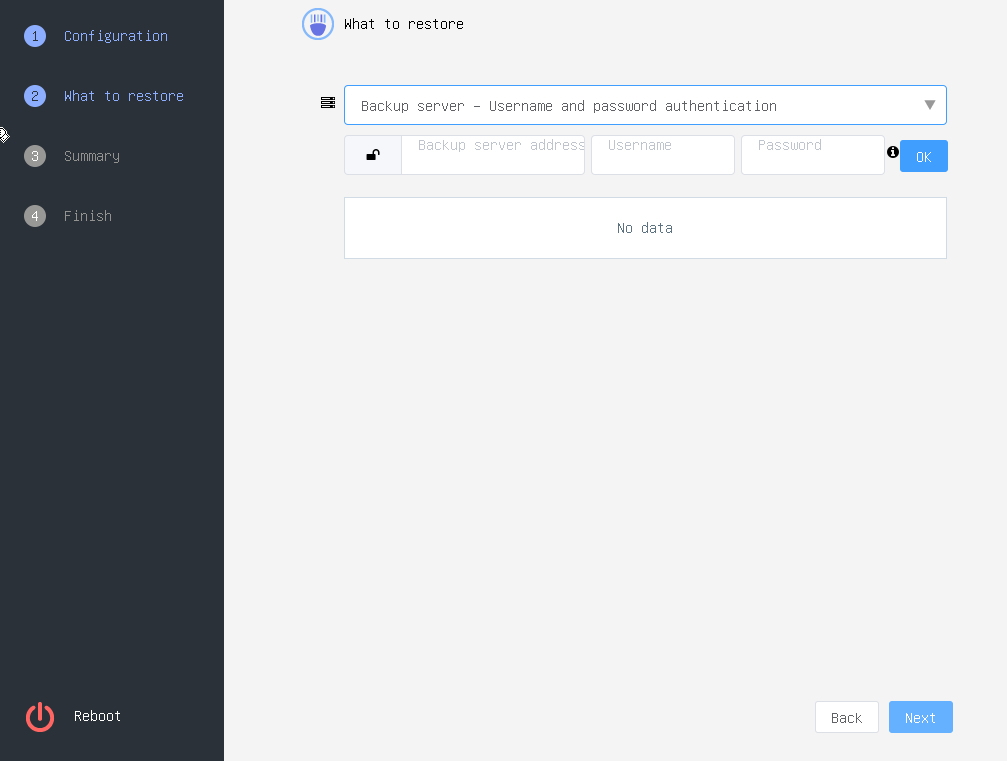 1 Configuration
2 What to restore
3 Summary
4 Finish
Reboot
What to restore
Backup server – Username and password authentication
Backup server address Username Password OK
No data
Back Next